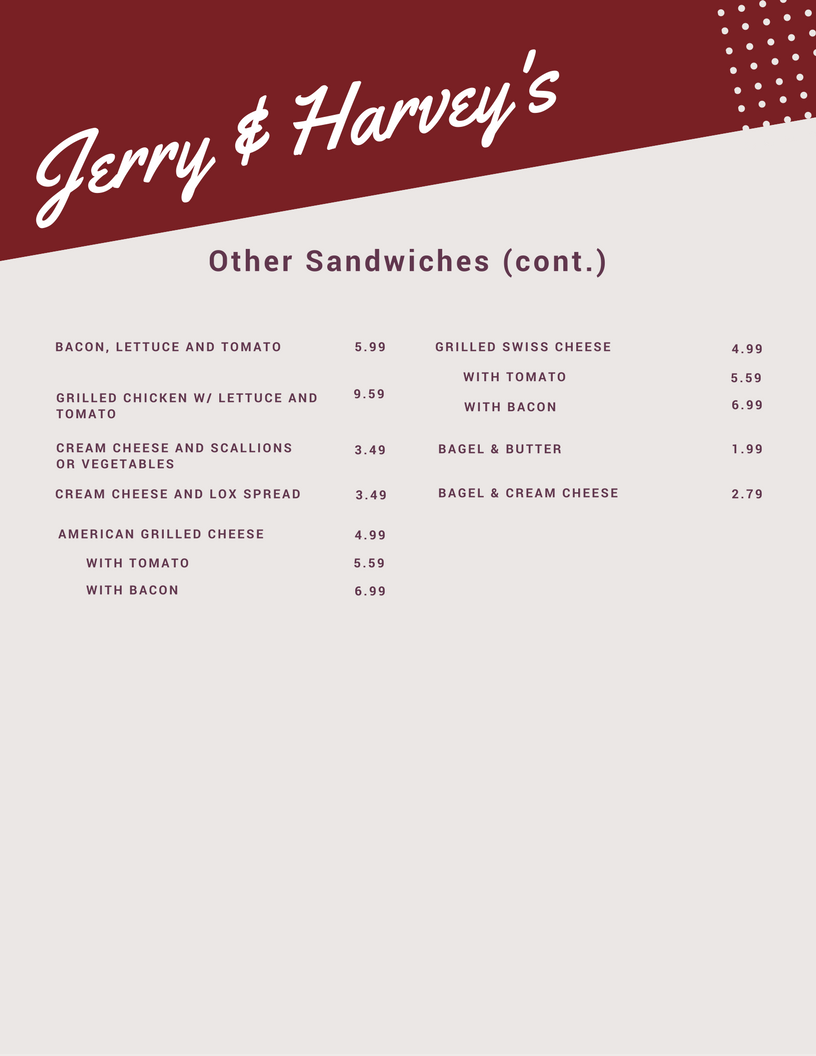 Jerry & Harvey's
Other Sandwiches (cont.)
BACON, LETTUCE AND TOMATO 5.99
GRILLED CHICKEN W/ LETTUCE AND 9.59
TOMATO
CREAM CHEESE AND SCALLIONS 3.49
OR VEGETABLES
CREAM CHEESE AND LOX SPREAD 3.49
AMERICAN GRILLED CHEESE 4.99
WITH TOMATO 5.59
WITH BACON 6.99
GRILLED SWISS CHEESE 4.99
WITH TOMATO 5.59
WITH BACON 6.99
BAGEL & BUTTER 1.99
BAGEL & CREAM CHEESE 2.79